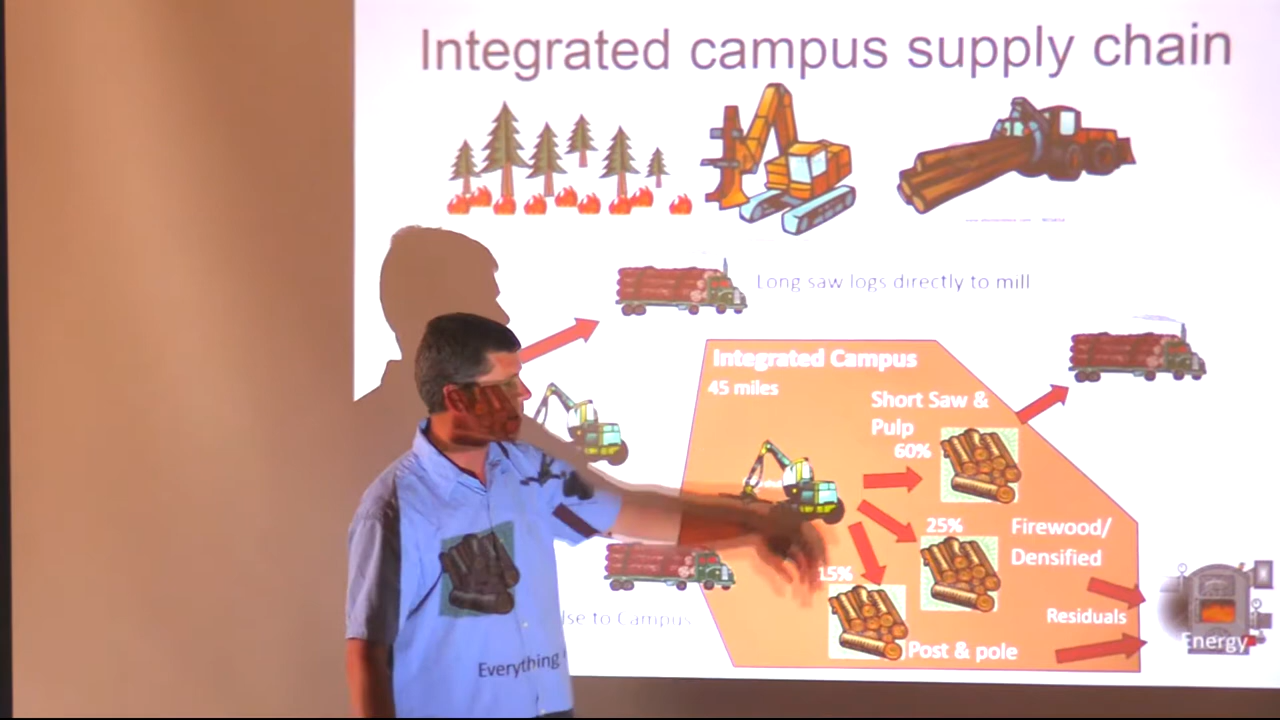 Integrated campus supply chain
Long saw logs directly to mill
Integrated Campus
45 miles
Short Saw &
Pulp
60%
25%
Firewood/
Densified
15%
Residuals
Energy
Post & pole
Everything lse to Campus